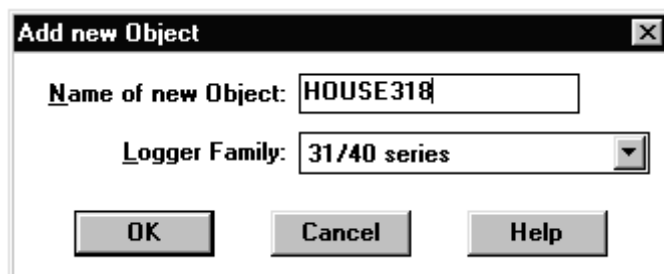 Add new Object
Name of new Object: HOUSE318
Logger Family: 31/40 series
OK Cancel Help